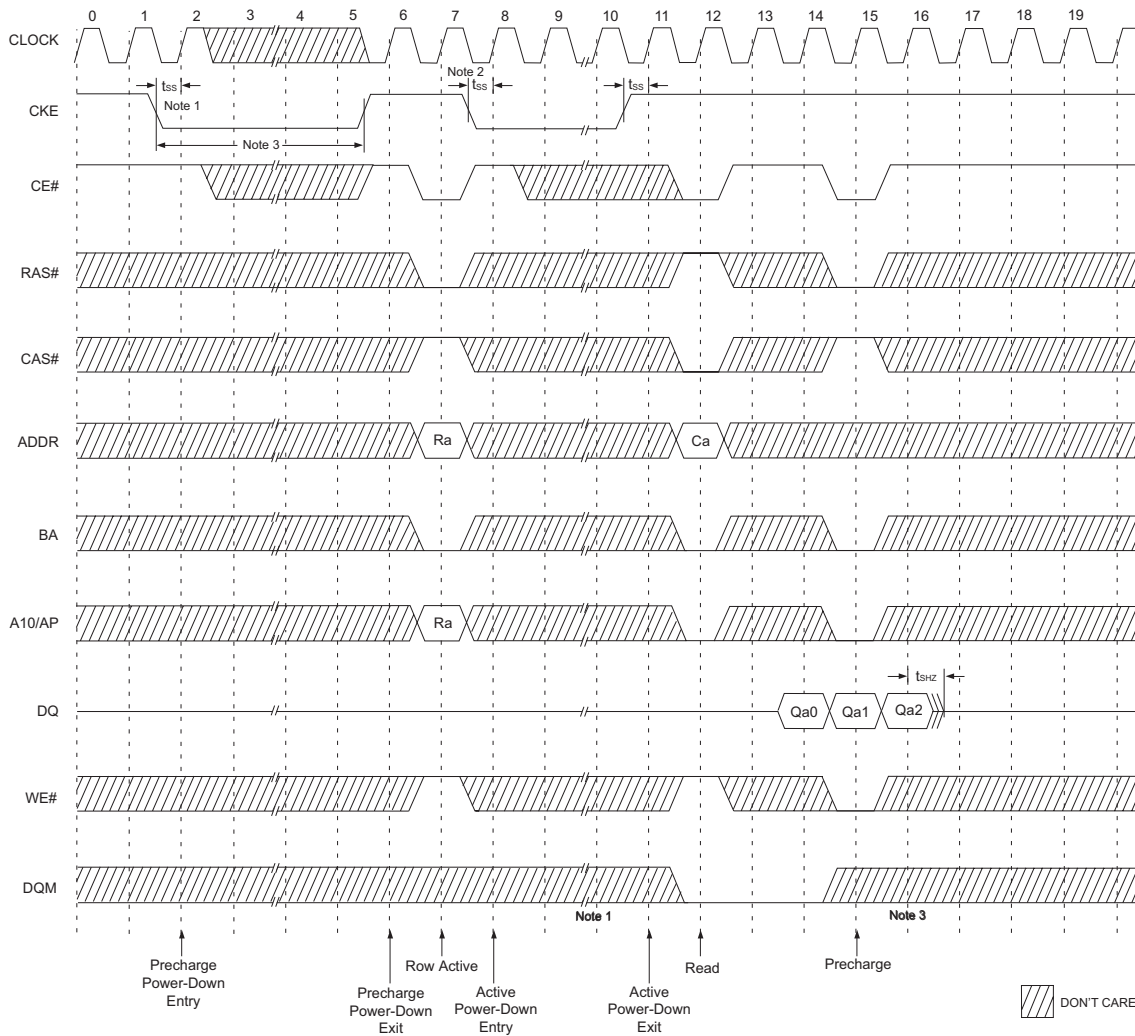 0 1 2 3 4 5 6 7 8 9 10 11 12 13 14 15 16 17 18 19
CLOCK
Note 2
tSS tSS tSS
Note 1
CKE
Note 3
CE#
RAS#
CAS#
ADDR
Ra Ca
BA
A10/AP
Ra
tSHZ
DQ
Qa0 Qa1 Qa2
WE#
DQM
Note 1 Note 3
Precharge
Power-Down
Entry
Precharge
Power-Down
Exit
Row Active
Active
Power-Down
Entry
Active
Power-Down
Exit
Read
Precharge
DON'T CARE